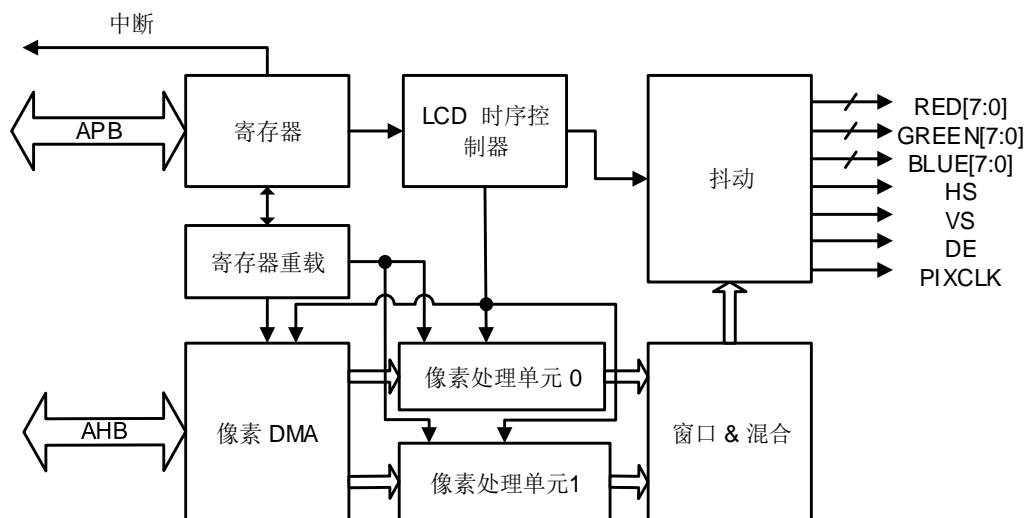 中断
APB
寄存器
LCD 时序控
制器
抖动
RED[7:0]
GREEN[7:0]
BLUE[7:0]
HS
VS
DE
PIXCLK
寄存器重载
AHB
像素 DMA
像素处理单元 0
像素处理单元1
窗口 & 混合